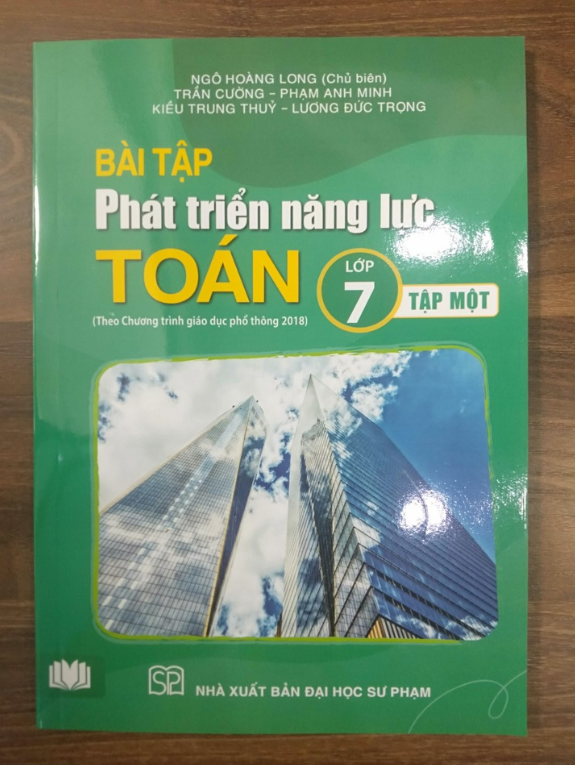 NGÔ HOÀNG LONG (Chủ biên)
TRẦN CƯỜNG – PHẠM ANH MINH
KIỀU TRUNG THUỶ – LƯƠNG ĐỨC TRỌNG
BÀI TẬP
Phát triển năng lực
TOÁN
LỚP
7
TẬP MỘT
(Theo Chương trình giáo dục phổ thông 2018)
SP
NHÀ XUẤT BẢN ĐẠI HỌC SƯ PHẠM